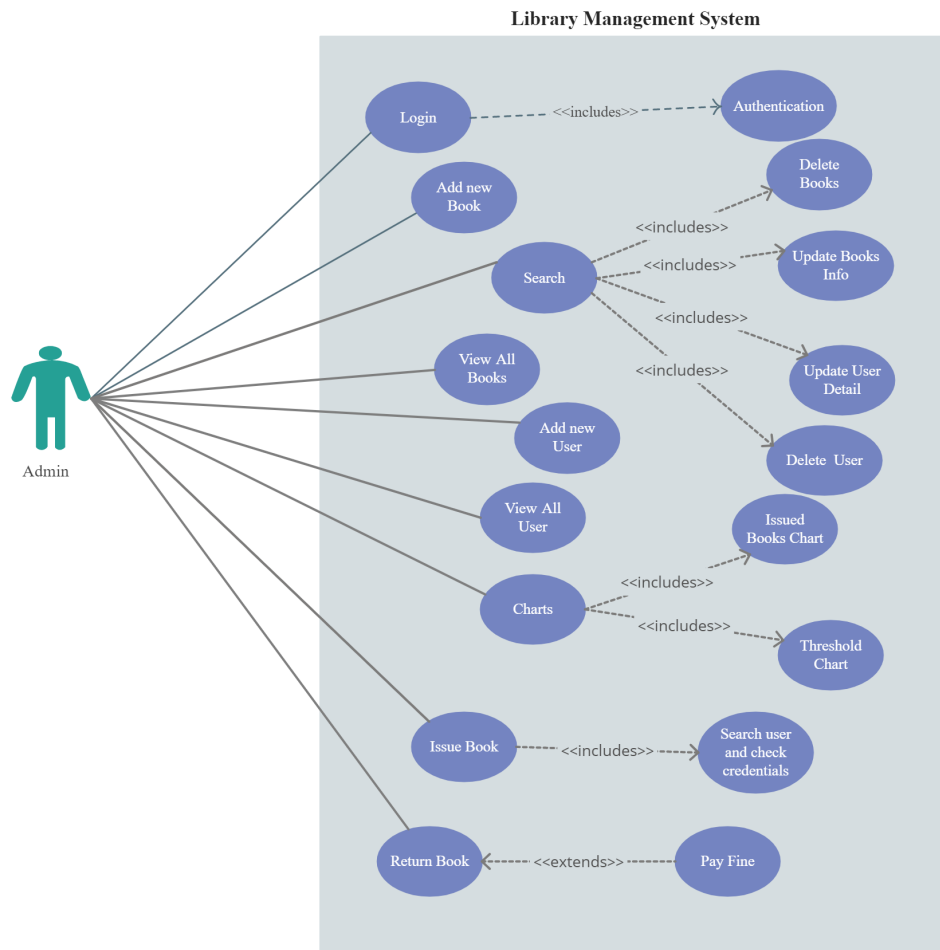 Library Management System
Login
<<includes>>
Authentication
Delete
Books
Add new
Book
<<includes>>
Search
<<includes>>
Update Books
Info
<<includes>>
View All
Books
<<includes>>
Update User
Detail
Admin
Add new
User
Delete  User
View All
User
Issued
Books Chart
<<includes>>
Charts
<<includes>>
Threshold
Chart
Issue Book
<<includes>>
Search user
and check
credentials
Return Book
<<extends>>
Pay Fine